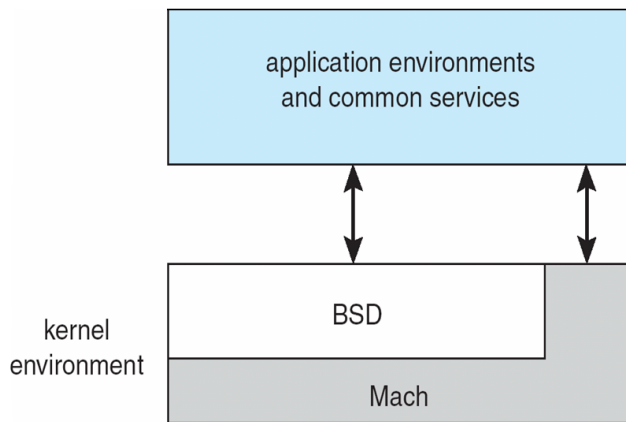 application environments
and common services
BSD
kernel
environment
Mach